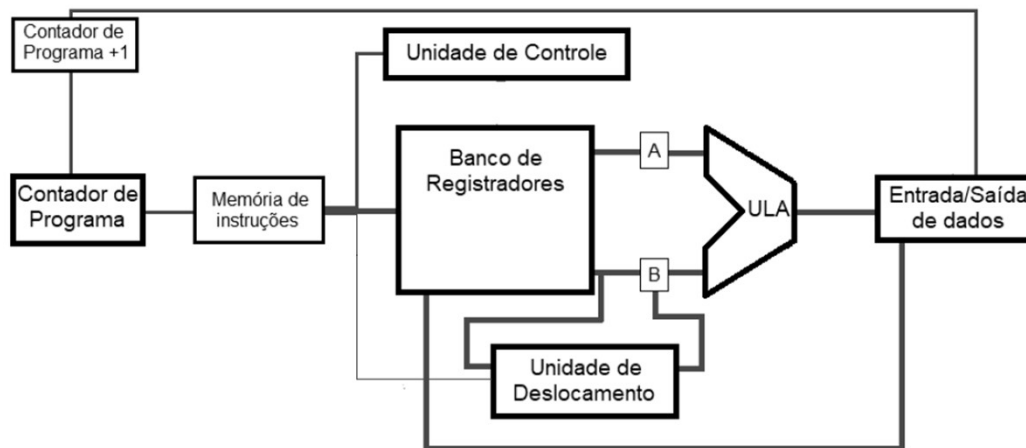 Contador de
Programa +1
Unidade de Controle
Banco de
Registradores
A
Contador de
Programa
Memória de
instruções
ULA
Entrada/Saída
de dados
B
Unidade de
Deslocamento